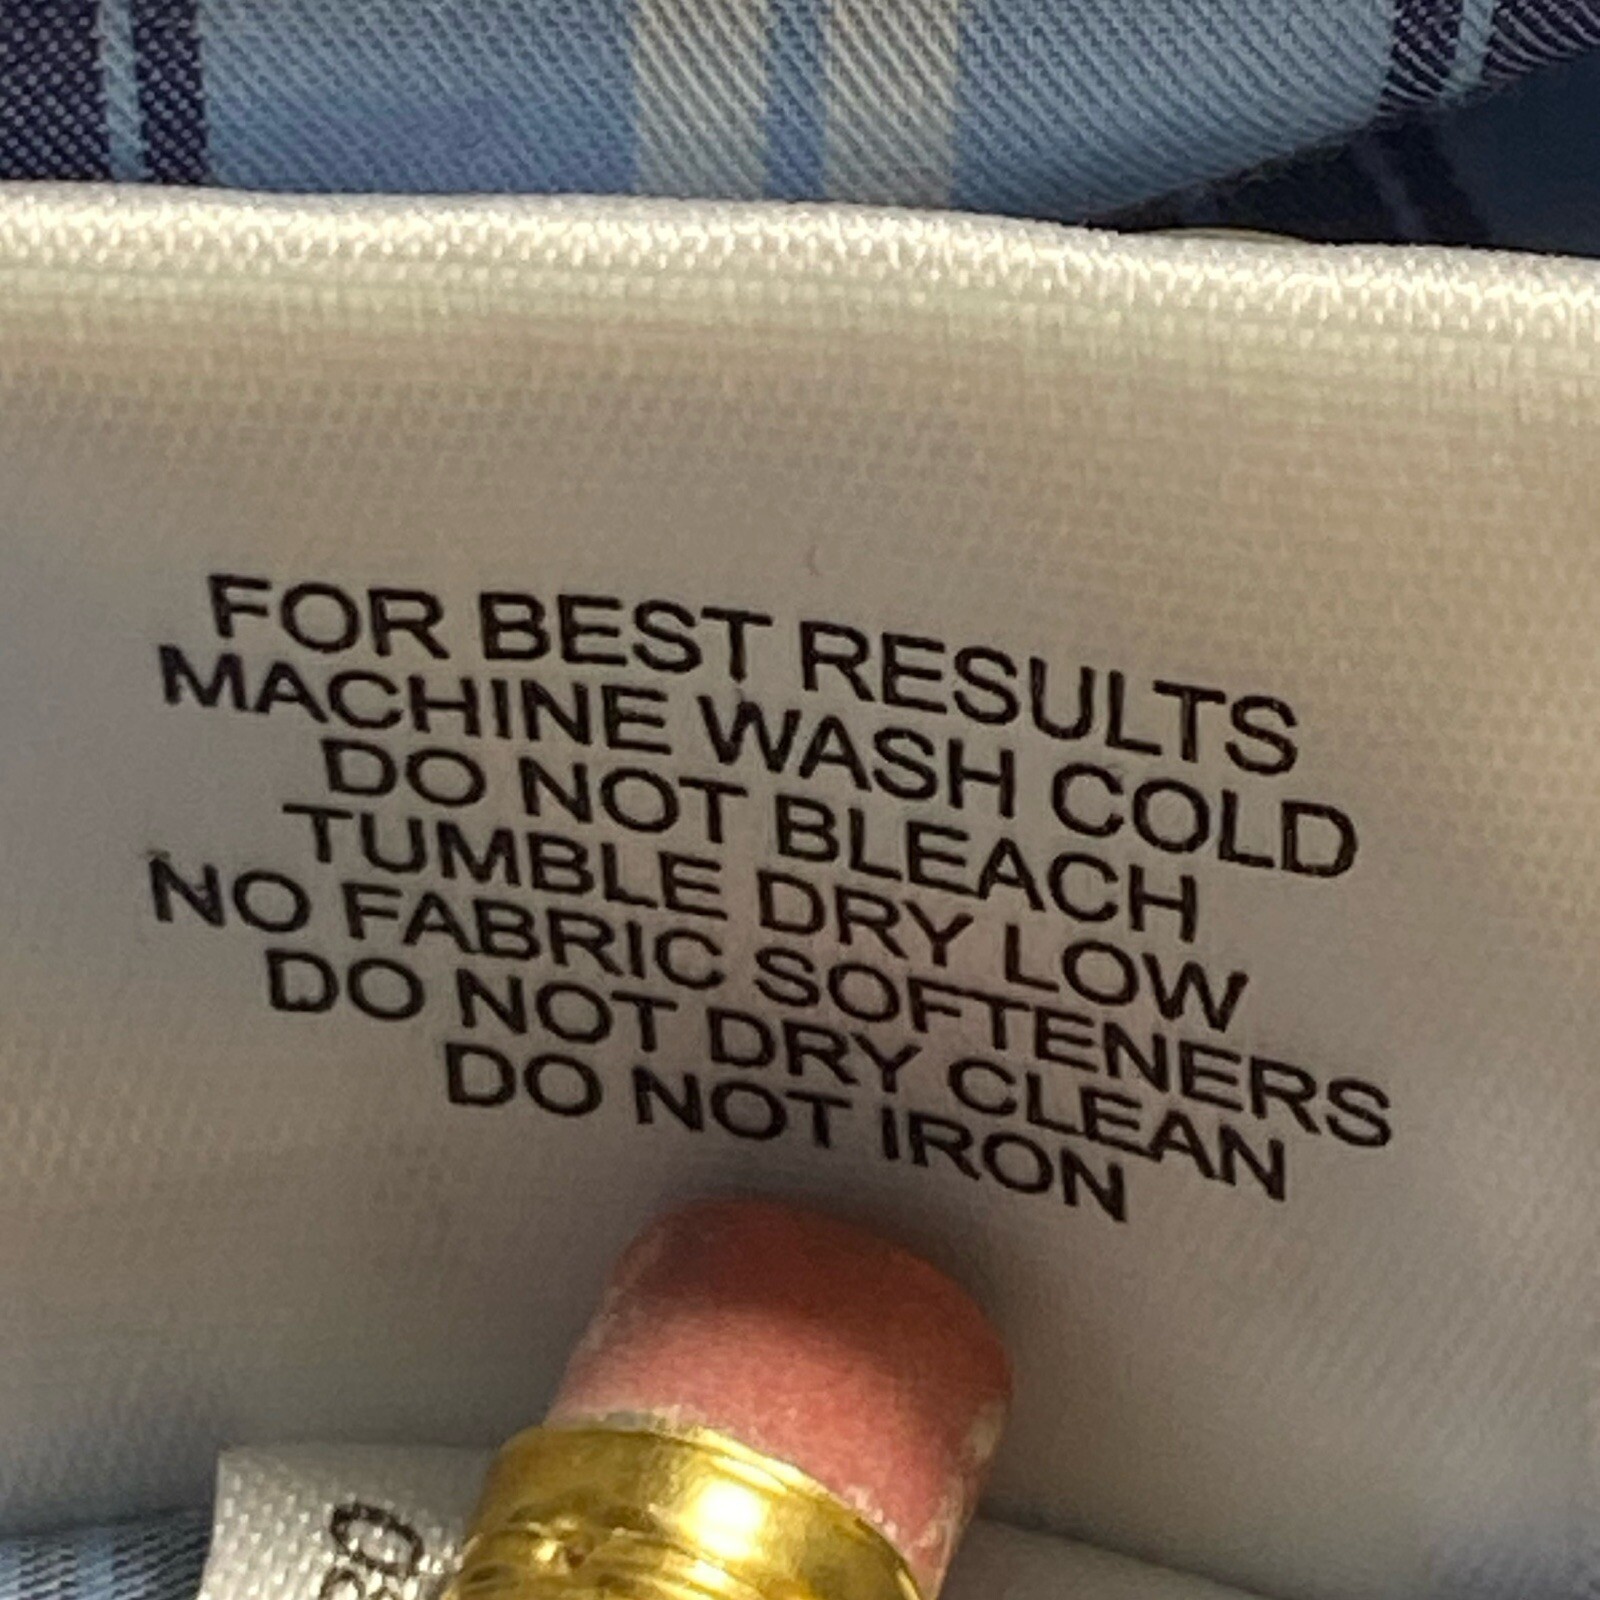 FOR BEST RESULTS
MACHINE WASH COLD
DO NOT BLEACH
TUMBLE DRY LOW
NO FABRIC SOFTENERS
DO NOT DRY CLEAN
DO NOT IRON